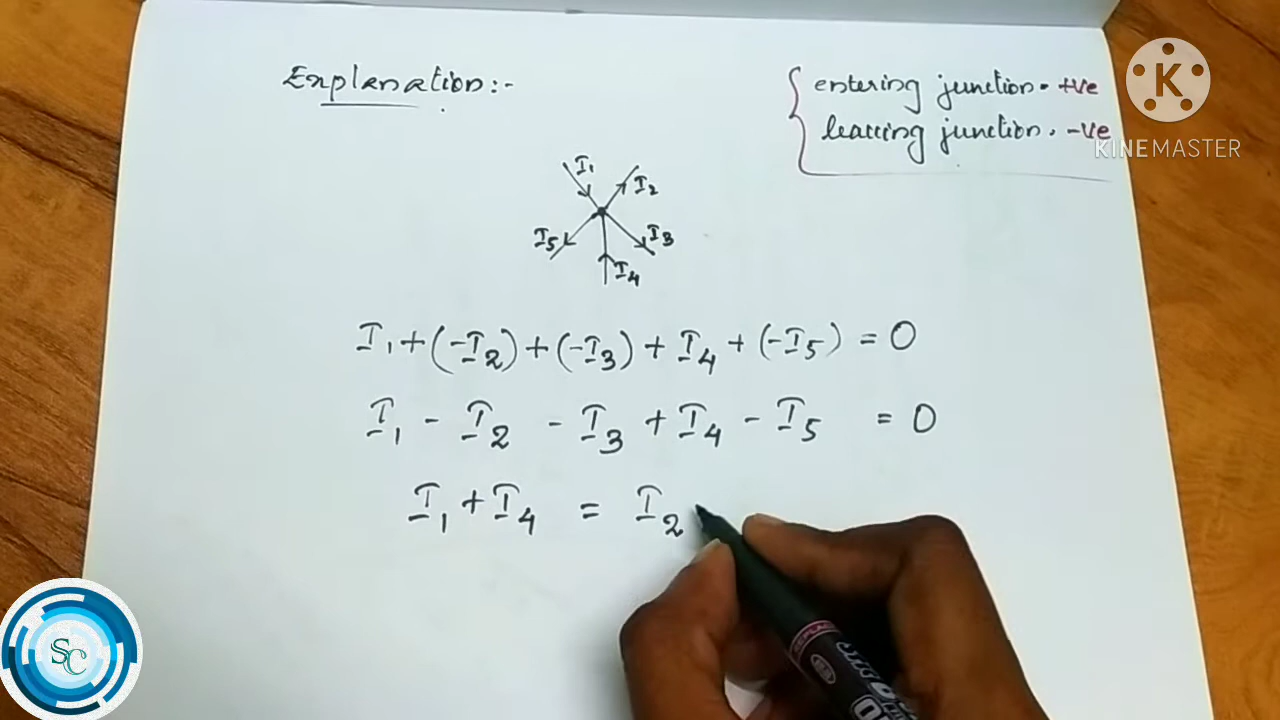 Explanation:-
entering junction - +ve
leaving junction. -ve
K
KINEMASTER
I₁
I₂
I₅
I₃
I₄
I₁+(-I₂)+(-I₃)+I₄+(-I₅)=0
I₁ - I₂ - I₃ + I₄ - I₅ = 0
I₁+I₄ = I₂
SC